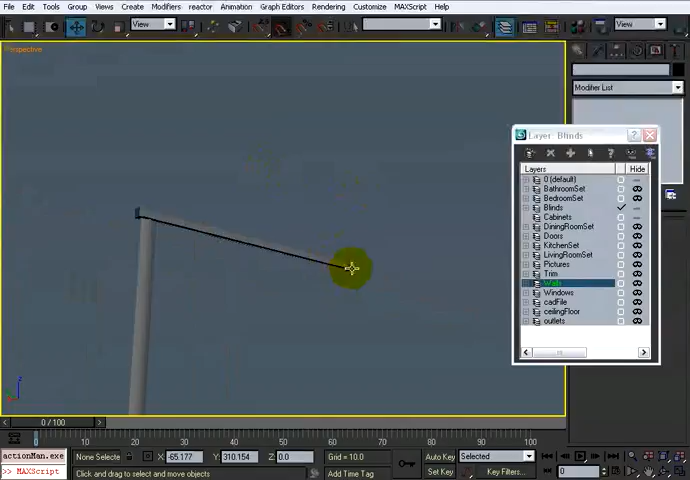 File Edit Tools Group Views Create Modifiers reactor Animation Graph Editors Rendering Customize MAXScript Help
View
View
Perspective
Modifier List
Layer: Blinds
Layers Hide
0 (default)
BathroomSet
BedroomSet
Blinds
Cabinets
DiningRoomSet
Doors
KitchenSet
LivingRoomSet
Pictures
Trim
Walls
Windows
cadFile
ceilingFloor
outlets
0 / 100
0 10 20 30 40 50 60 70 80 90 100
actionMan.exe
None Selecte
X: -65.177
Y: 310.154
Z: 0.0
Grid = 10.0
Auto Key
Selected
0
>> MAXScript
Click and drag to select and move objects
Add Time Tag
Set Key
Key Filters...